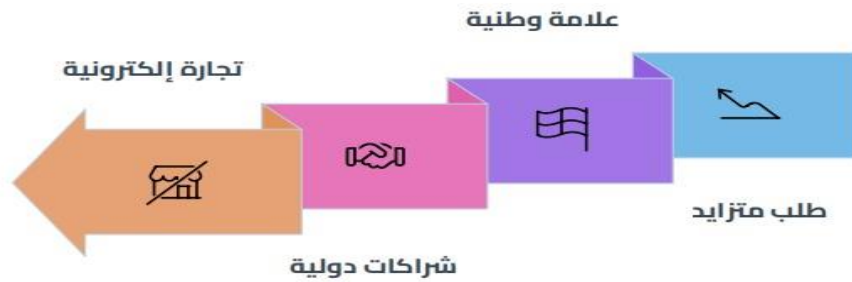 طلب متزايد
علامة وطنية
شراكات دولية
تجارة إلكترونية